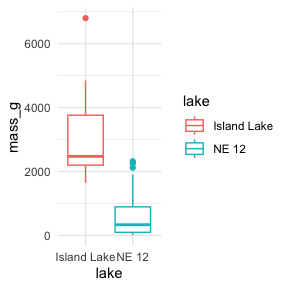 6000
4000
2000
0
mass_g
Island Lake NE 12
lake
lake
Island Lake
NE 12